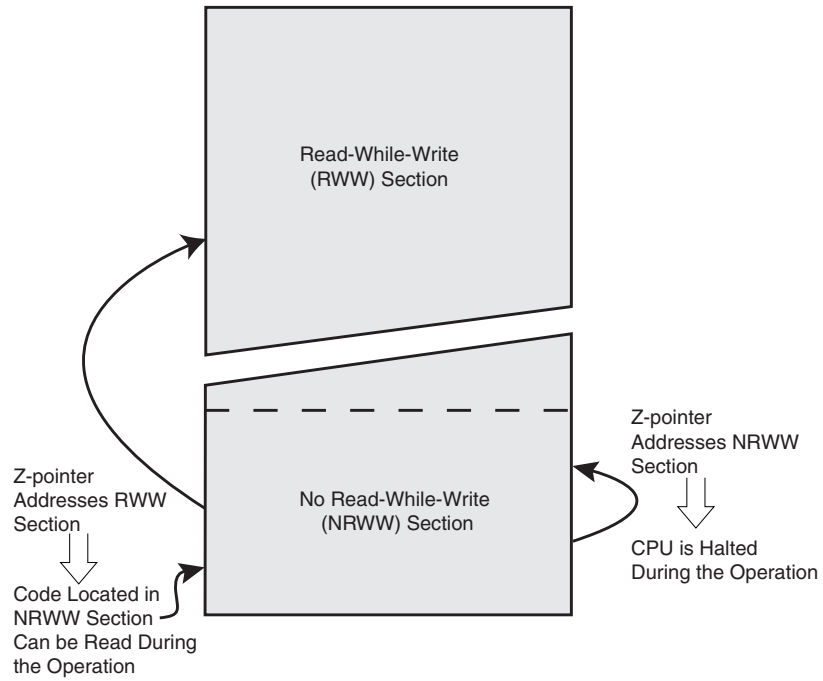 Read-While-Write
(RWW) Section
Z-pointer
Addresses NRWW
Section
Z-pointer
Addresses RWW
Section
No Read-While-Write
(NRWW) Section
CPU is Halted
During the Operation
Code Located in
NRWW Section
Can be Read During
the Operation